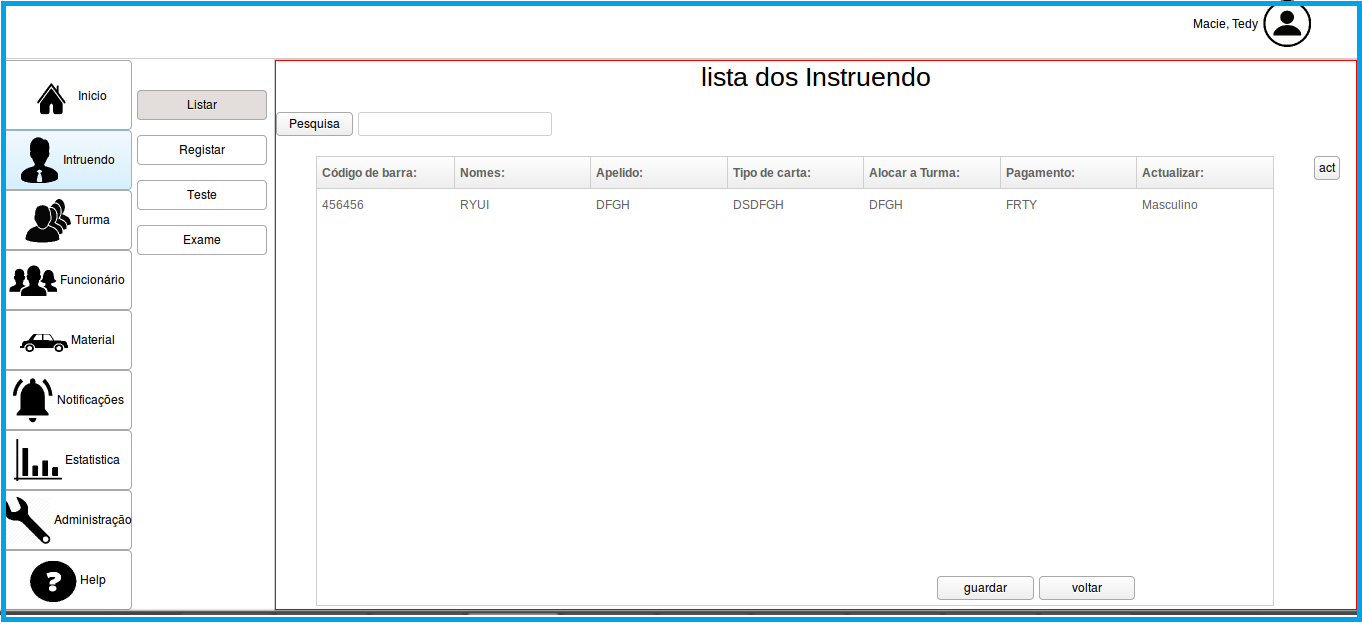 Macie, Tedy
Inicio
Intruendo
Turma
Funcionário
Material
Notificações
Estatistica
Administração
Help
Listar
Registar
Teste
Exame
lista dos Instruendo
Pesquisa
Código de barra: Nomes: Apelido: Tipo de carta: Alocar a Turma: Pagamento: Actualizar:
456456 RYUI DFGH DSDFGH DFGH FRTY Masculino
act
guardar voltar